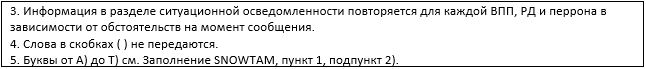 3. Информация в разделе ситуационной осведомленности повторяется для каждой ВПП, РД и перрона в
зависимости от обстоятельств на момент сообщения.
4. Слова в скобках ( ) не передаются.
5. Буквы от А) до Т) см. Заполнение SNOWTAM, пункт 1, подпункт 2).